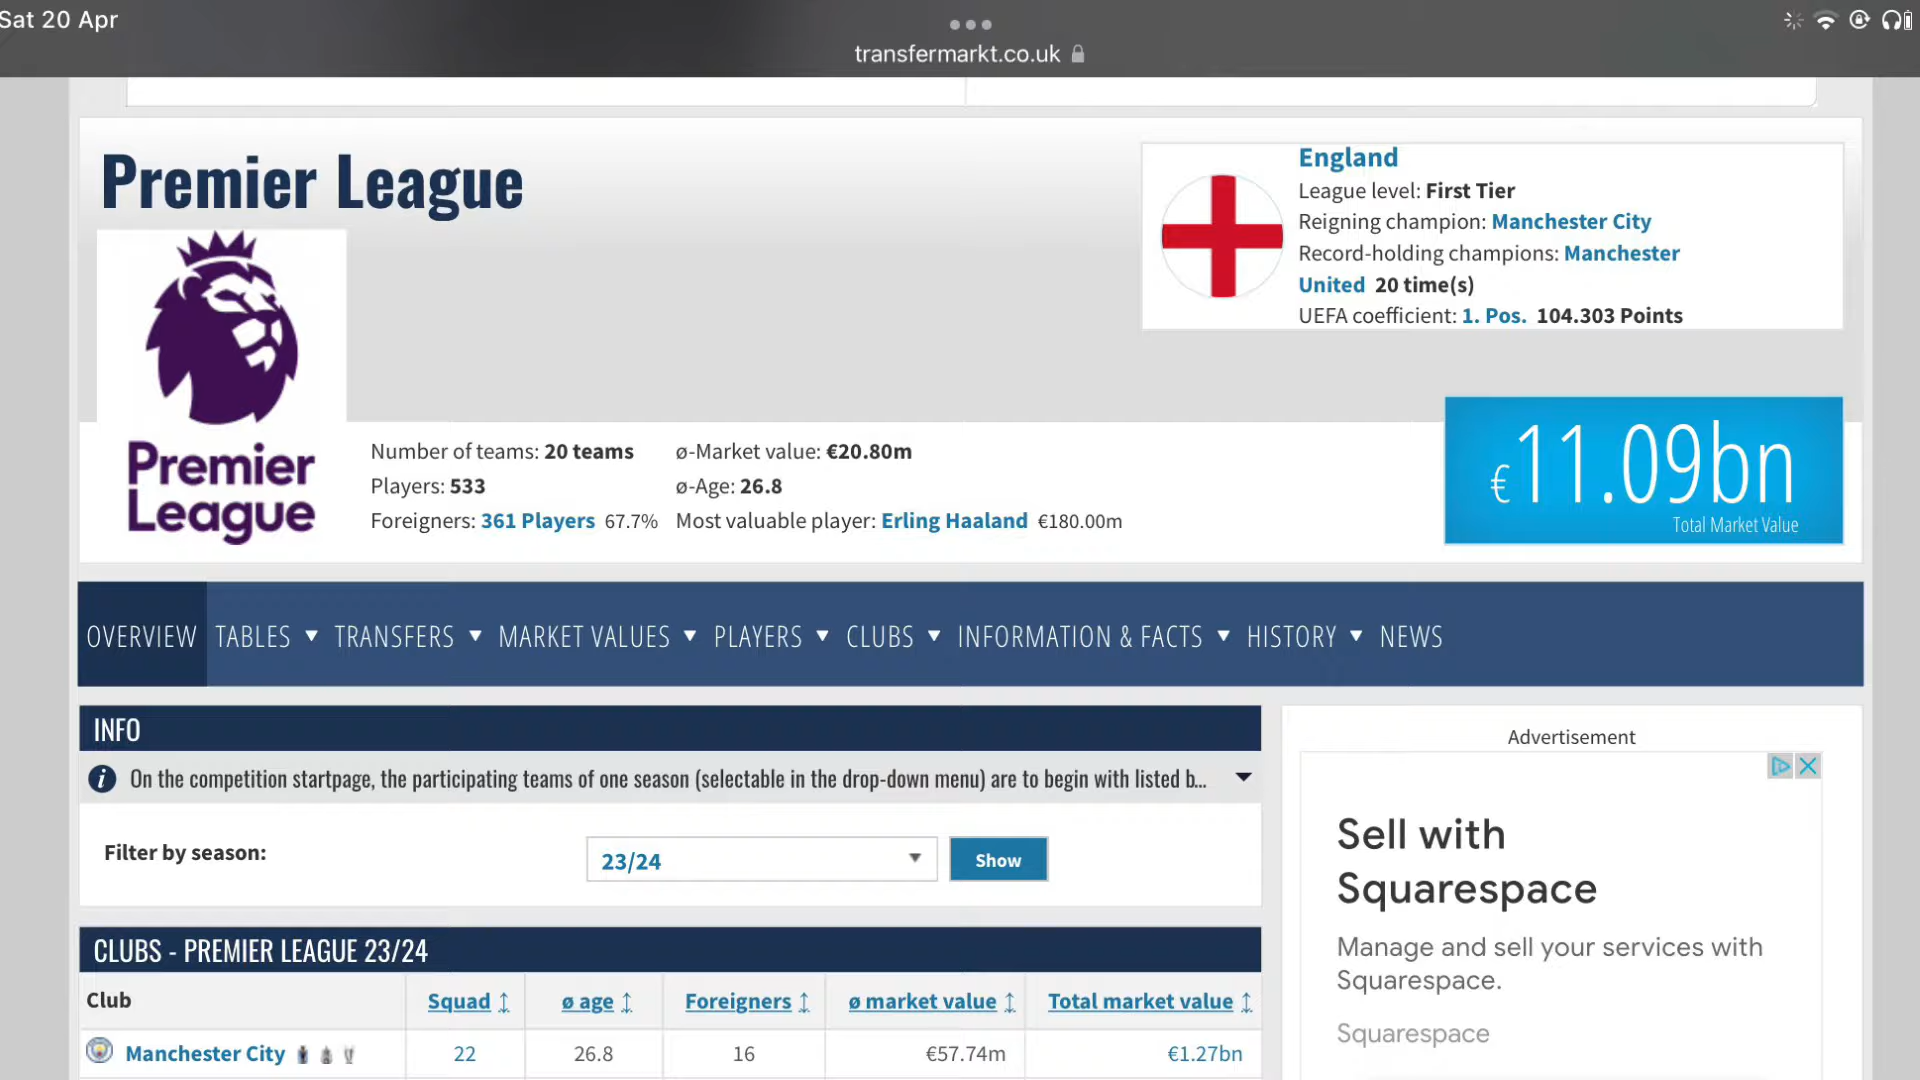 Sat 20 Apr
transfermarkt.co.uk
Premier League
England
League level: First Tier
Reigning champion: Manchester City
Record-holding champions: Manchester
United 20 time(s)
UEFA coefficient: 1. Pos. 104.303 Points
Premier
League
Number of teams: 20 teams
Players: 533
Foreigners: 361 Players 67.7%
ø-Market value: €20.80m
ø-Age: 26.8
Most valuable player: Erling Haaland €180.00m
€11.09bn
Total Market Value
OVERVIEW TABLES TRANSFERS MARKET VALUES PLAYERS CLUBS INFORMATION & FACTS HISTORY NEWS
INFO
On the competition startpage, the participating teams of one season (selectable in the drop-down menu) are to begin with listed b...
Filter by season:
23/24
Show
CLUBS - PREMIER LEAGUE 23/24
Club Squad ø age Foreigners ø market value Total market value
Manchester City 22 26.8 16 €57.74m €1.27bn
Advertisement
Sell with
Squarespace
Manage and sell your services with
Squarespace.
Squarespace